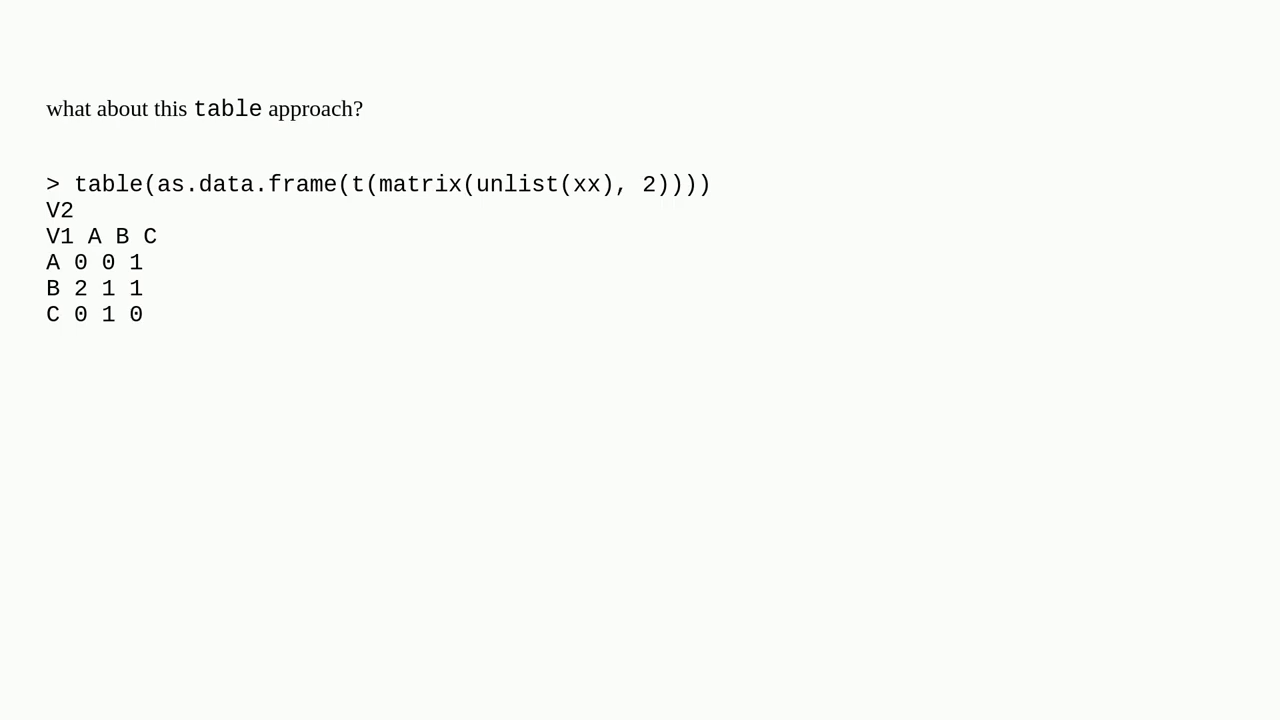 what about this table approach?
> table(as.data.frame(t(matrix(unlist(xx), 2))))
V2
V1 A B C
A 0 0 1
B 2 1 1
C 0 1 0